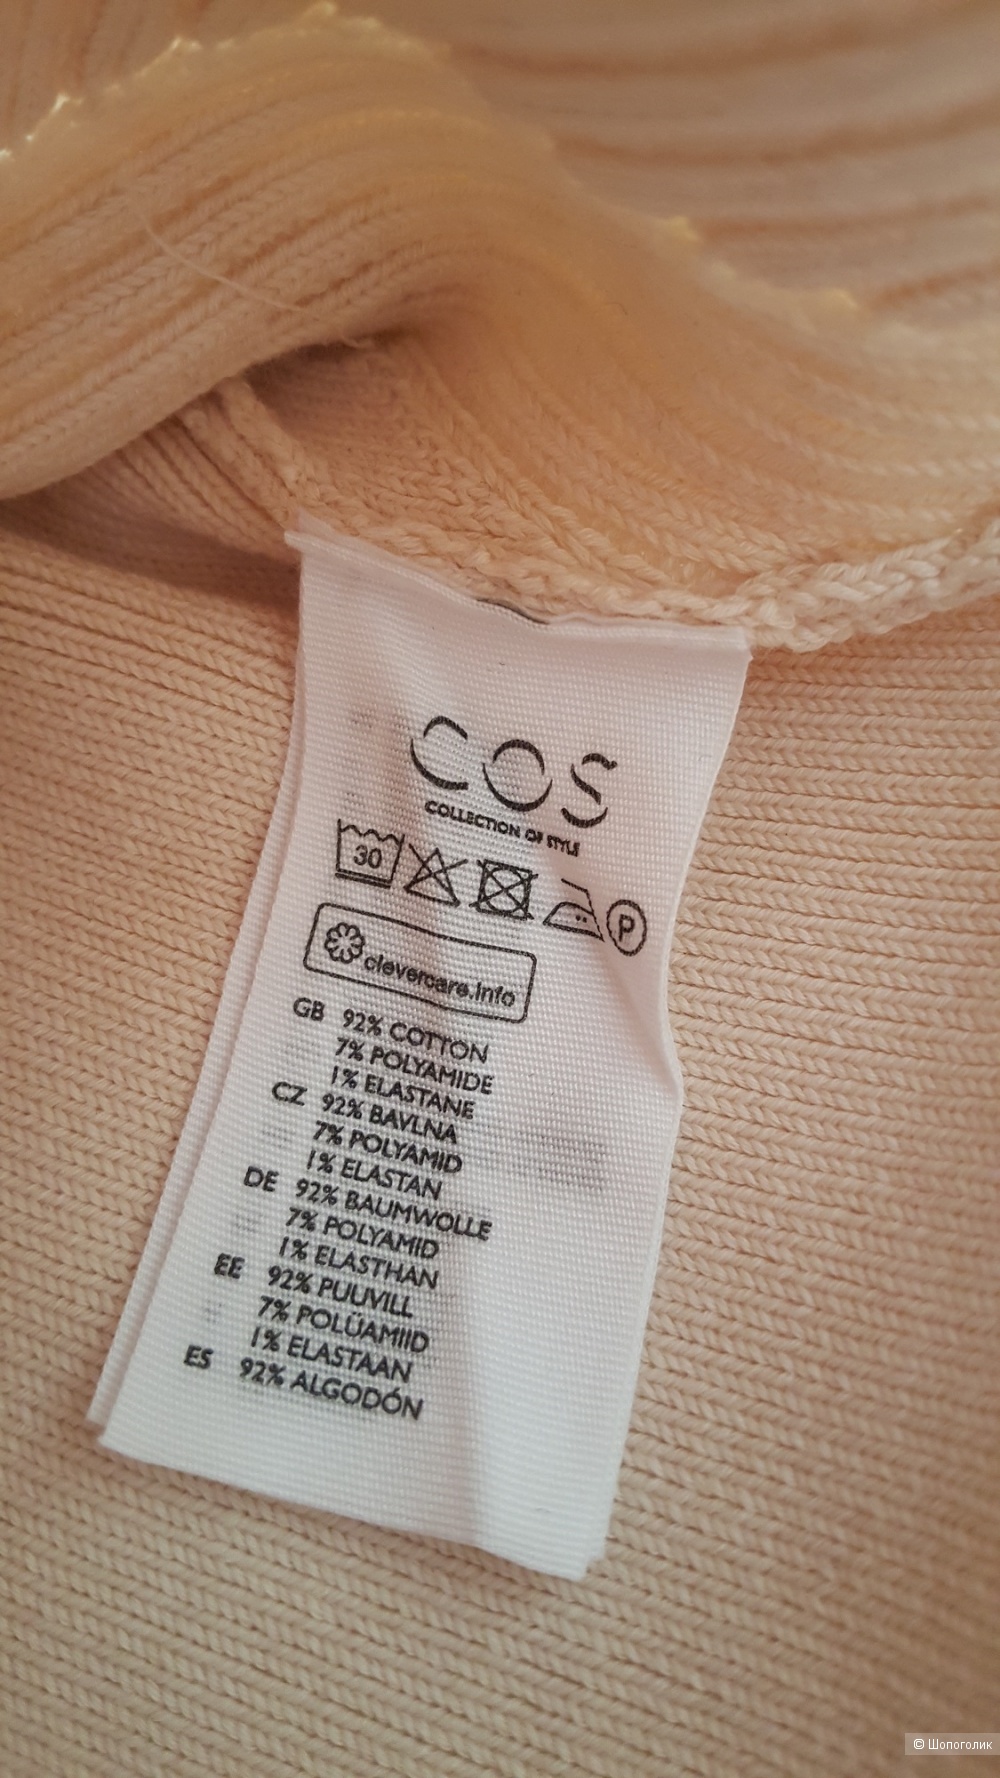 COS
COLLECTION OF STYLE
30
P
clevercare.info
GB 92% COTTON
7% POLYAMIDE
1% ELASTANE
CZ 92% BAVLNA
7% POLYAMID
1% ELASTAN
DE 92% BAUMWOLLE
7% POLYAMID
1% ELASTHAN
EE 92% PUUVILL
7% POLÜAMIID
1% ELASTAAN
ES 92% ALGODÓN
© Шопоголик